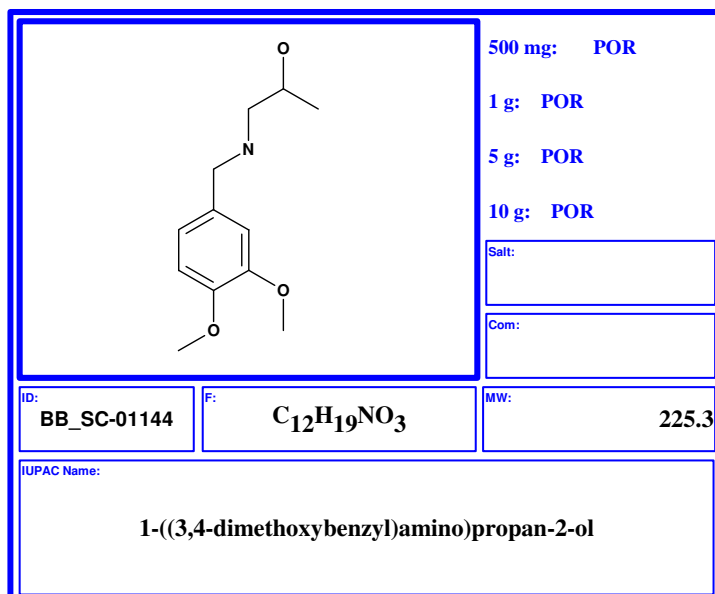 O
N
O
O
500 mg: POR
1 g: POR
5 g: POR
10 g: POR
Salt:
Com:
ID:
BB_SC-01144
F:
C12H19NO3
MW:
225.3
IUPAC Name:
1-((3,4-dimethoxybenzyl)amino)propan-2-ol